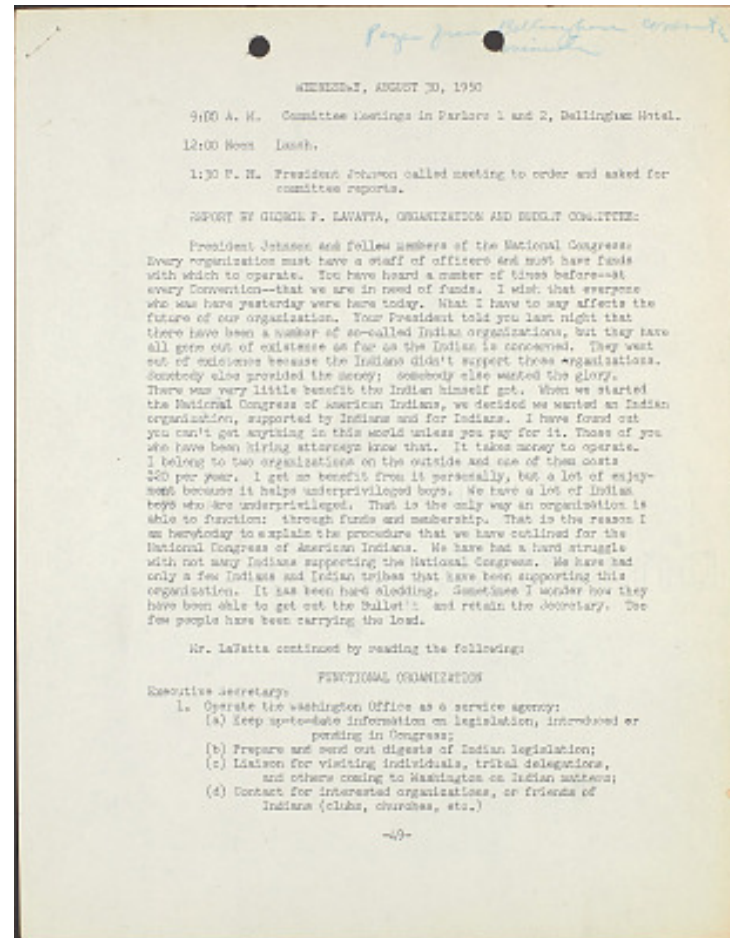 Pages from Bellingham
WEDNESDAY, AUGUST 30, 1950
9:00 A. M. Committee Meetings in Parlors 1 and 2, Bellingham Hotel.
12:00 Noon Lunch.
1:30 P. M. President Johnson called meeting to order and asked for
committee reports.
REPORT BY GEORGE P. LAVATTA, ORGANIZATION AND BUDGET COMMITTEE:
President Johnson and fellow members of the National Congress:
Every organization must have a staff of officers and must have funds
with which to operate. You have heard a number of times before--at
every Convention--that we are in need of funds. I wish that everyone
who was here yesterday were here today. What I have to say affects the
future of our organization. Your President told you last night that
there have been a number of so-called Indian organizations, but they have
all gone out of existence as far as the Indian is concerned. They went
out of existence because the Indians didn't support those organizations.
Somebody else provided the money; somebody else wanted the glory.
There was very little benefit the Indian himself got. When we started
the National Congress of American Indians, we decided we wanted an Indian
organization, supported by Indians and for Indians. I have found out
you can't get anything in this world unless you pay for it. Those of you
who have been hiring attorneys know that. It takes money to operate.
I belong to two organizations on the outside and one of them costs
$20 per year. I get no benefit from it personally, but a lot of enjoy-
ment because it helps underprivileged boys. We have a lot of Indian
boys who are underprivileged. That is the only way an organization is
able to function: through funds and membership. That is the reason I
am heretoday to explain the procedure that we have outlined for the
National Congress of American Indians. We have had a hard struggle
with not many Indians supporting the National Congress. We have had
only a few Indians and Indian tribes that have been supporting this
organization. It has been hard sledding. Sometimes I wonder how they
have been able to get out the Bulletin and retain the Secretary. The
few people have been carrying the load.
Mr. LaVatta continued by reading the following:
FUNCTIONAL ORGANIZATION
Executive Secretary:
1. Operate the Washington Office as a service agency:
(a) Keep up-to-date information on legislation, introduced or
pending in Congress;
(b) Prepare and send out digests of Indian legislation;
(c) Liaison for visiting individuals, tribal delegations,
and others coming to Washington on Indian matters;
(d) Contact for interested organizations, or friends of
Indians (clubs, churches, etc.)
-49-